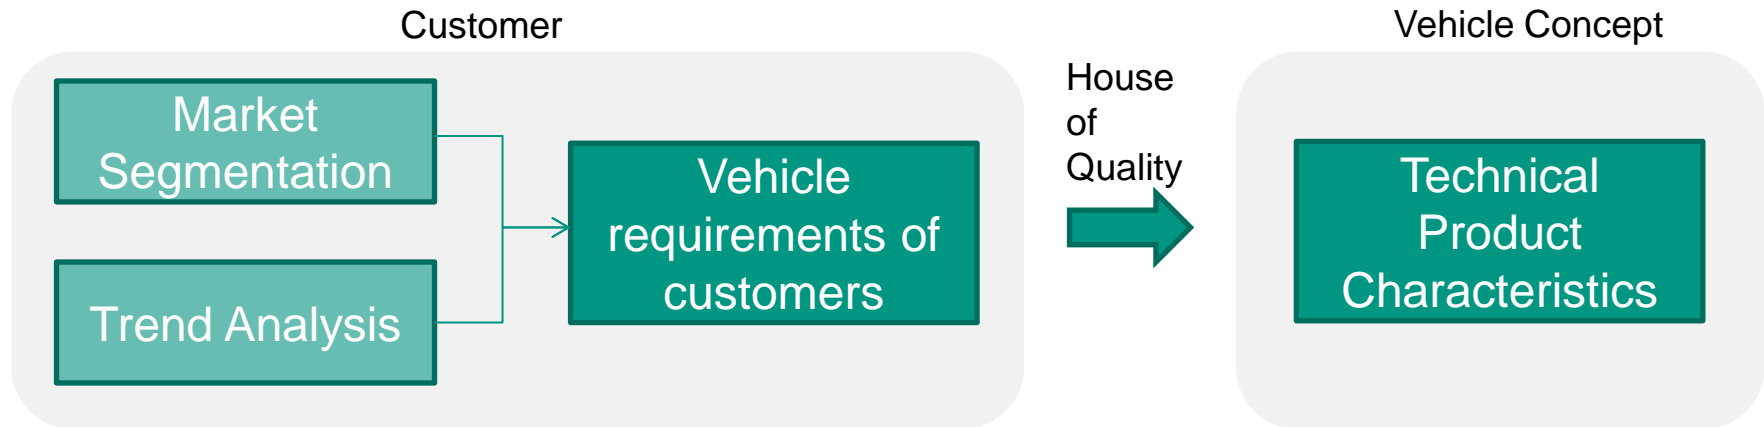 Customer
Market
Segmentation
Trend Analysis
Vehicle
requirements of
customers
House
of
Quality
Vehicle Concept
Technical
Product
Characteristics